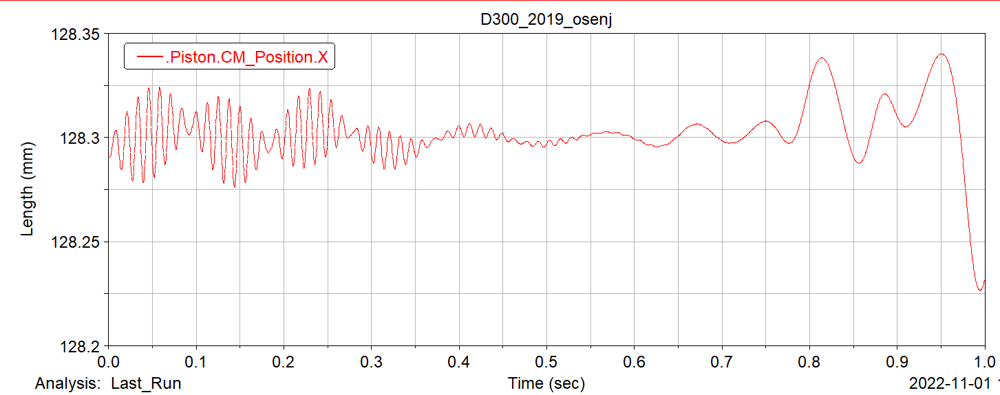 D300_2019_osenj
128.35
.Piston.CM_Position.X
128.3
128.25
128.2
Length (mm)
0.0 0.1 0.2 0.3 0.4 0.5 0.6 0.7 0.8 0.9 1.0
Analysis: Last_Run Time (sec) 2022-11-01